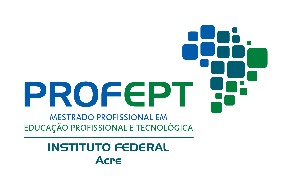 PROFEPT
MESTRADO PROFISSIONAL EM
EDUCAÇÃO PROFISSIONAL E TECNOLÓGICA
INSTITUTO FEDERAL
Acre